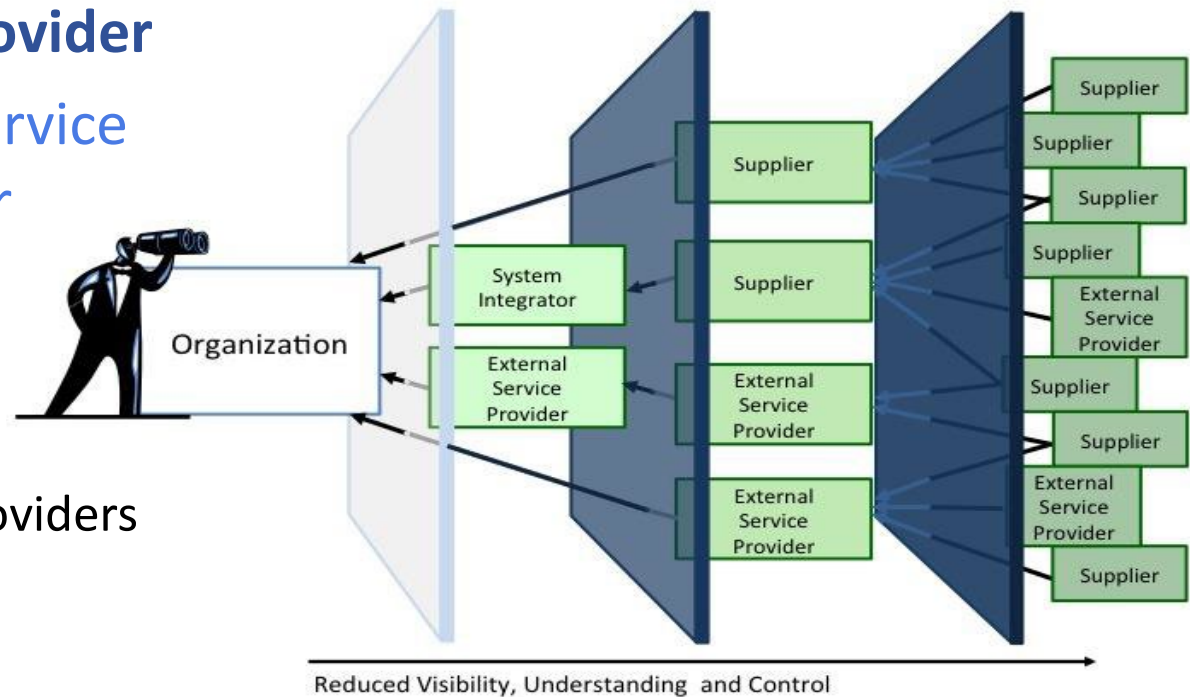 ovider
ervice
r
oviders
Organization
System
Integrator
External
Service
Provider
Supplier
Supplier
External
Service
Provider
External
Service
Provider
Supplier
Supplier
Supplier
Supplier
External
Service
Provider
Supplier
Supplier
External
Service
Provider
Supplier
Reduced Visibility, Understanding and Control